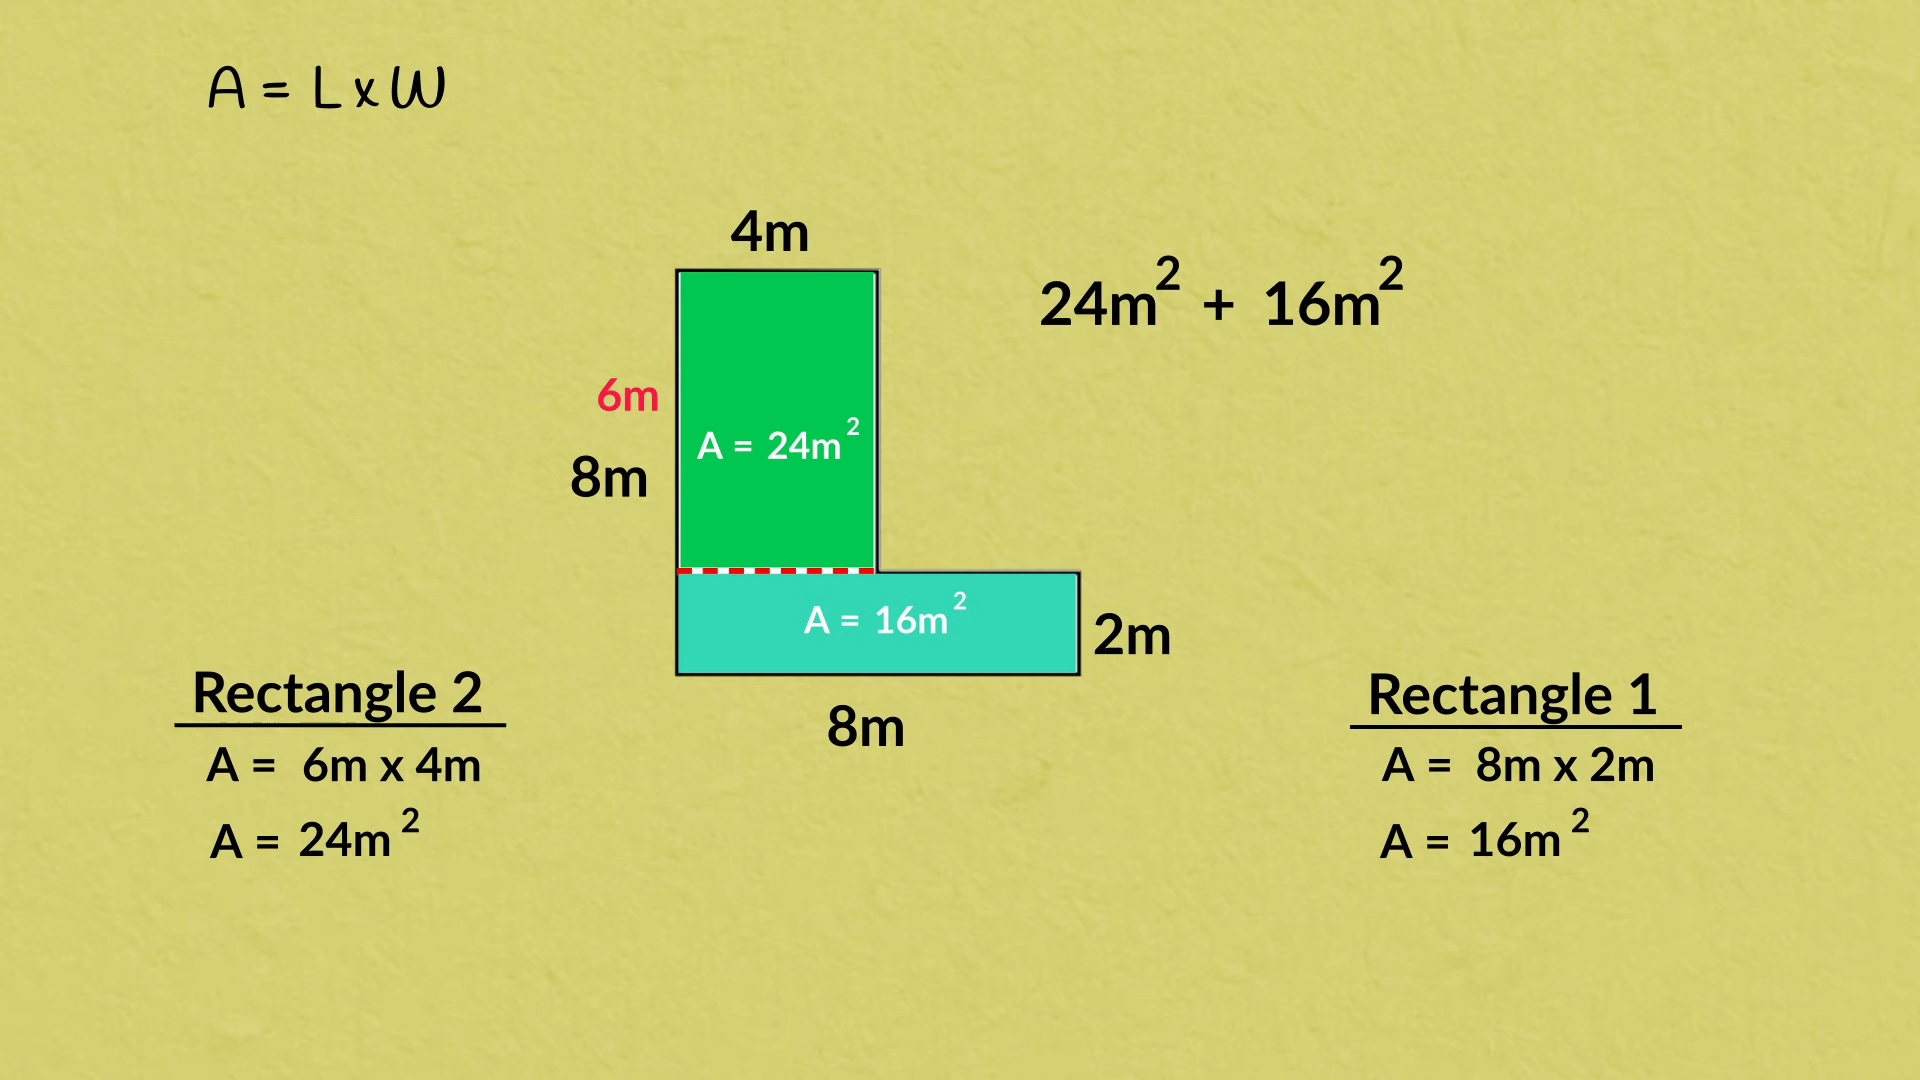 A = L x W
4m
24m² + 16m²
6m
A = 24m²
8m
A = 16m²
2m
8m
Rectangle 2
A = 6m x 4m
A = 24m²
Rectangle 1
A = 8m x 2m
A = 16m²